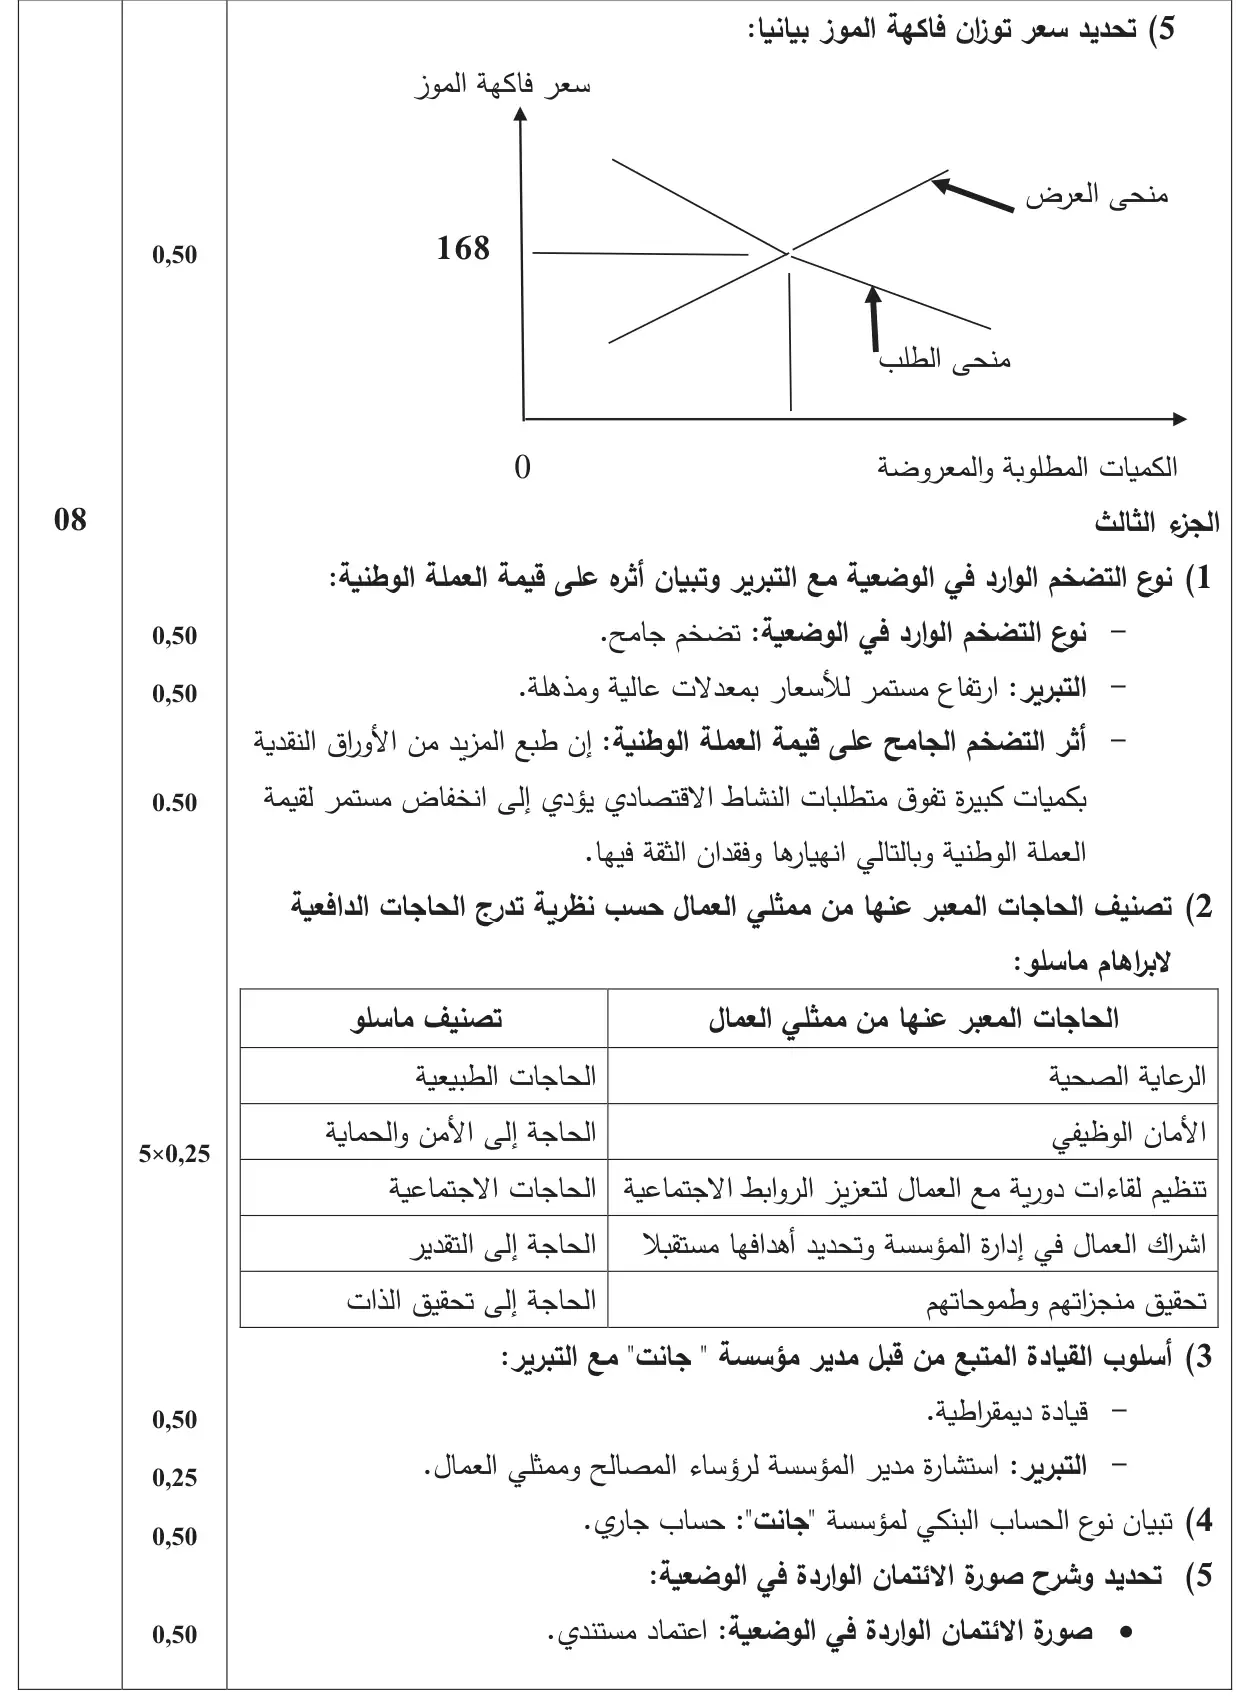 5) تحديد سعر توزان فاكهة الموز بيانيا:
سعر فاكهة الموز
منحى العرض
168
0,50
منحى الطلب
0
الكميات المطلوبة والمعروضة
08
الجزء الثالث
1) نوع التضخم الوارد في الوضعية مع التبرير وتبيان أثره على قيمة العملة الوطنية:
– نوع التضخم الوارد في الوضعية: تضخم جامح.
0,50
– التبرير: ارتفاع مستمر للأسعار بمعدلات عالية ومذهلة.
0,50
– أثر التضخم الجامح على قيمة العملة الوطنية: إن طبع المزيد من الأوراق النقدية
بكميات كبيرة تفوق متطلبات النشاط الاقتصادي يؤدي إلى انخفاض مستمر لقيمة
0.50
العملة الوطنية وبالتالي انهيارها وفقدان الثقة فيها.
2) تصنيف الحاجات المعبر عنها من ممثلي العمال حسب نظرية تدرج الحاجات الدافعية
لابراهام ماسلو:
الحاجات المعبر عنها من ممثلي العمال تصنيف ماسلو
الرعاية الصحية الحاجات الطبيعية
الأمان الوظيفي الحاجة إلى الأمن والحماية
5×0,25
تنظيم لقاءات دورية مع العمال لتعزيز الروابط الاجتماعية الحاجات الاجتماعية
اشراك العمال في إدارة المؤسسة وتحديد أهدافها مستقبلا الحاجة إلى التقدير
تحقيق منجزاتهم وطموحاتهم الحاجة إلى تحقيق الذات
3) أسلوب القيادة المتبع من قبل مدير مؤسسة " جانت" مع التبرير:
– قيادة ديمقراطية.
0,50
– التبرير: استشارة مدير المؤسسة لرؤساء المصالح وممثلي العمال.
0,25
4) تبيان نوع الحساب البنكي لمؤسسة "جانت": حساب جاري.
0,50
5) تحديد وشرح صورة الائتمان الواردة في الوضعية:
• صورة الائتمان الواردة في الوضعية: اعتماد مستندي.
0,50